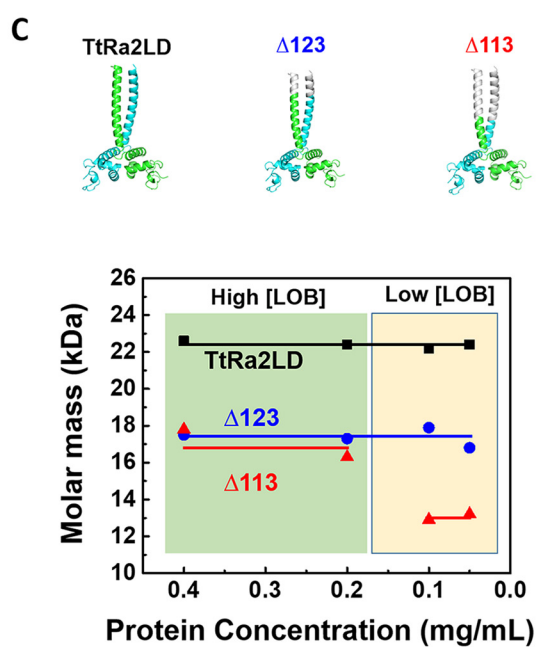 C
TtRa2LD
Δ123
Δ113
26
24
22
20
18
16
14
12
10
Molar mass (kDa)
High [LOB]
Low [LOB]
TtRa2LD
Δ123
Δ113
0.4
0.3
0.2
0.1
0.0
Protein Concentration (mg/mL)